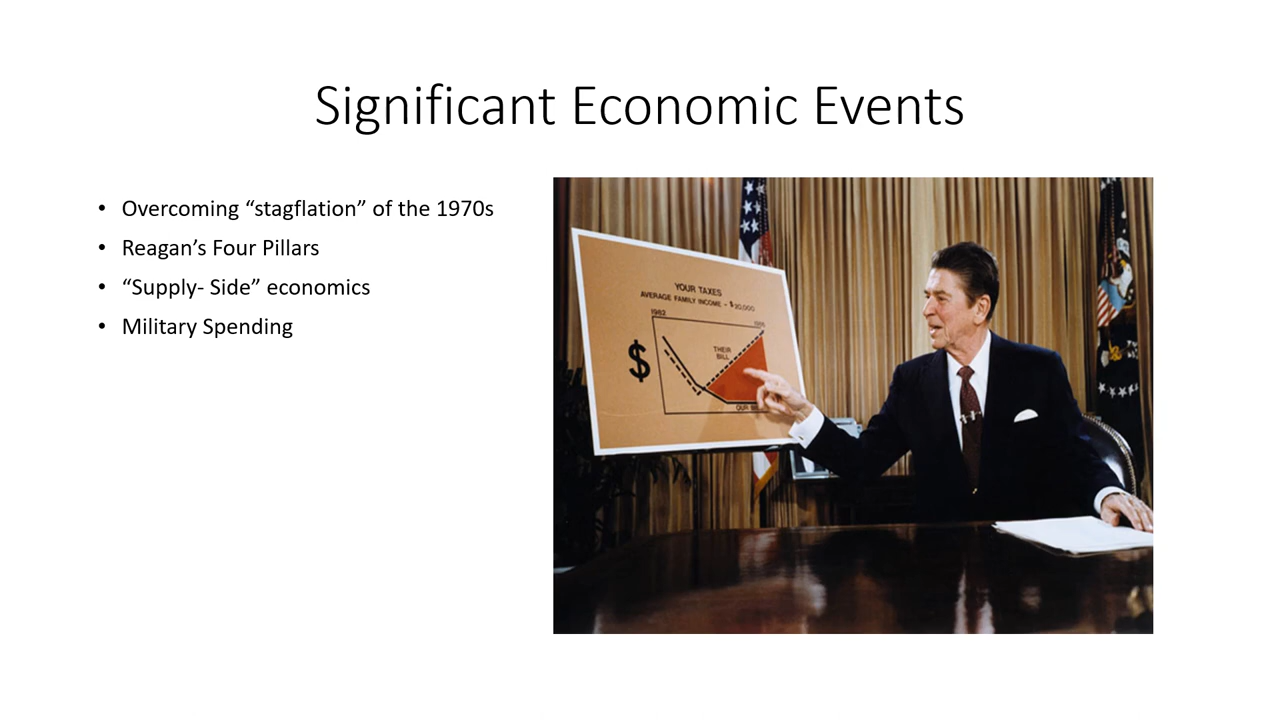 Significant Economic Events
• Overcoming “stagflation” of the 1970s
• Reagan’s Four Pillars
• “Supply- Side” economics
• Military Spending
YOUR TAXES
AVERAGE FAMILY INCOME - $20,000
1982
$
THEIR
BILL
OUR